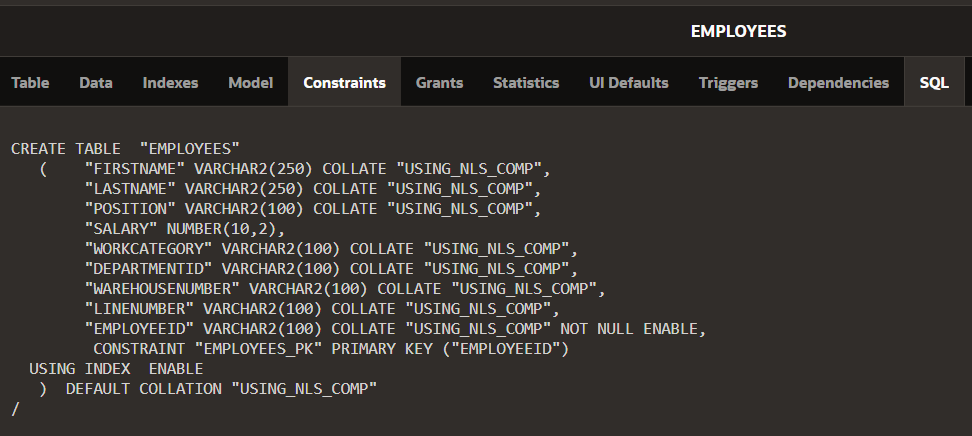 EMPLOYEES
Table Data Indexes Model Constraints Grants Statistics UI Defaults Triggers Dependencies SQL
CREATE TABLE  "EMPLOYEES"
   (    "FIRSTNAME" VARCHAR2(250) COLLATE "USING_NLS_COMP",
        "LASTNAME" VARCHAR2(250) COLLATE "USING_NLS_COMP",
        "POSITION" VARCHAR2(100) COLLATE "USING_NLS_COMP",
        "SALARY" NUMBER(10,2),
        "WORKCATEGORY" VARCHAR2(100) COLLATE "USING_NLS_COMP",
        "DEPARTMENTID" VARCHAR2(100) COLLATE "USING_NLS_COMP",
        "WAREHOUSENUMBER" VARCHAR2(100) COLLATE "USING_NLS_COMP",
        "LINENUMBER" VARCHAR2(100) COLLATE "USING_NLS_COMP",
        "EMPLOYEEID" VARCHAR2(100) COLLATE "USING_NLS_COMP" NOT NULL ENABLE,
         CONSTRAINT "EMPLOYEES_PK" PRIMARY KEY ("EMPLOYEEID")
  USING INDEX  ENABLE
   )  DEFAULT COLLATION "USING_NLS_COMP"
/